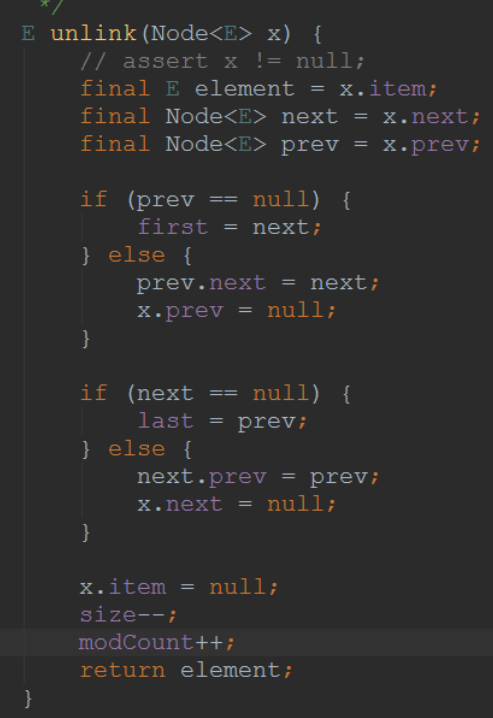 */
E unlink(Node<E> x) {
    // assert x != null;
    final E element = x.item;
    final Node<E> next = x.next;
    final Node<E> prev = x.prev;

    if (prev == null) {
        first = next;
    } else {
        prev.next = next;
        x.prev = null;
    }

    if (next == null) {
        last = prev;
    } else {
        next.prev = prev;
        x.next = null;
    }

    x.item = null;
    size--;
    modCount++;
    return element;
}